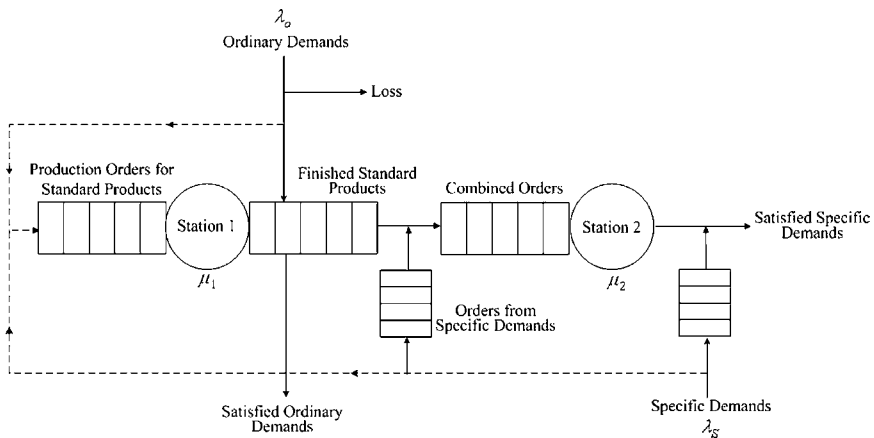 λo
Ordinary Demands
Loss
Production Orders for
Standard Products
Finished Standard
Products
Combined Orders
Station 1
Station 2
Satisfied Specific
Demands
μ1
μ2
Orders from
Specific Demands
Satisfied Ordinary
Demands
Specific Demands
λS